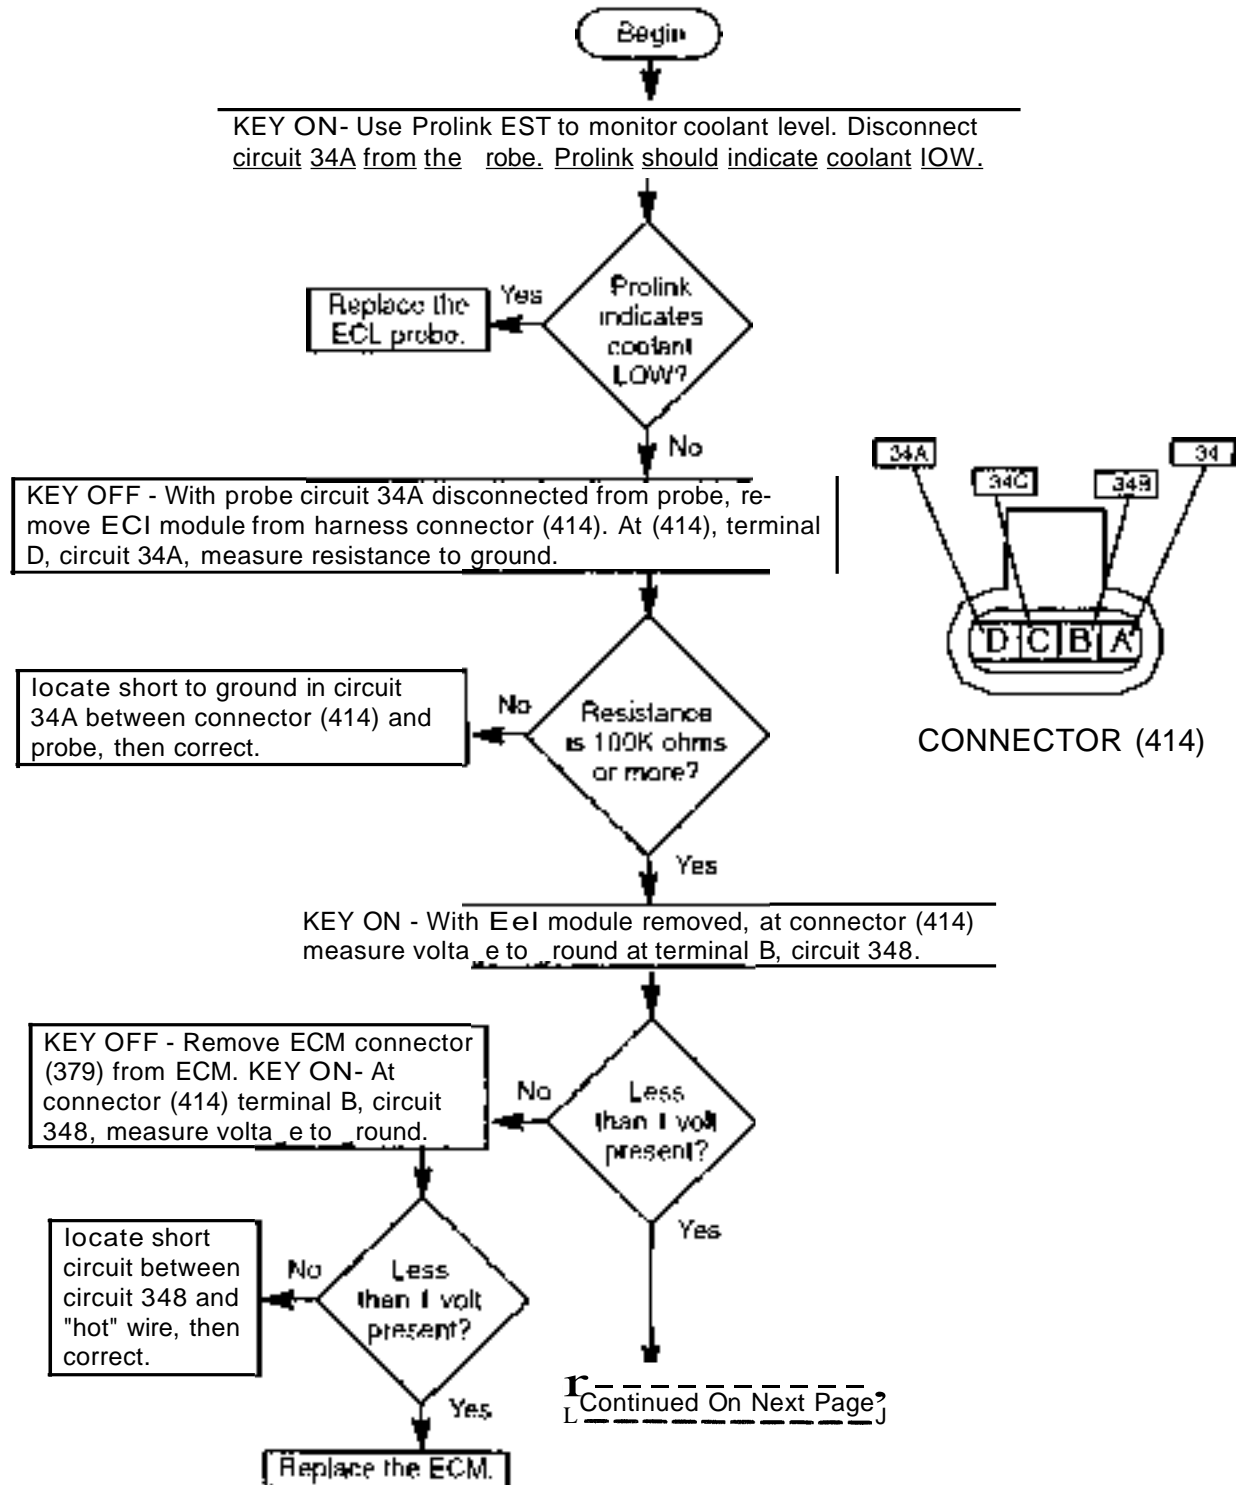 Begin
KEY ON- Use Prolink EST to monitor coolant level. Disconnect
circuit 34A from the robe. Prolink should indicate coolant lOW.
Prolink
indicates
coolant
LOW?
Yes
Replace the
ECL probe.
No
KEY OFF - With probe circuit 34A disconnected from probe, re-
move ECl module from harness connector (414). At (414), terminal
D, circuit 34A, measure resistance to ground.
34A
34C
34B
34
D C B A
CONNECTOR (414)
Resistance
is 100K ohms
or more?
No
locate short to ground in circuit
34A between connector (414) and
probe, then correct.
Yes
KEY ON - With Eel module removed, at connector (414)
measure volta e to round at terminal B, circuit 348.
Less
than 1 volt
present?
No
KEY OFF - Remove ECM connector
(379) from ECM. KEY ON- At
connector (414) terminal B, circuit
348, measure volta e to round.
Yes
Less
than 1 volt
present?
No
locate short
circuit between
circuit 348 and
"hot" wire, then
correct.
Yes
Continued On Next Page
Replace the ECM.